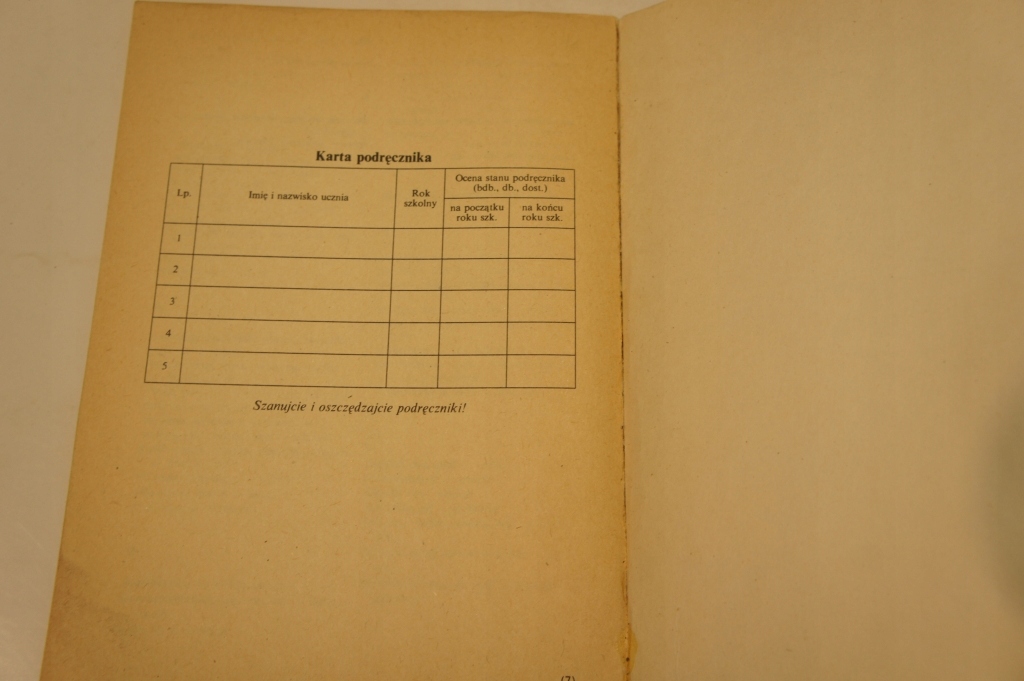 Karta podręcznika
Lp.
Imię i nazwisko ucznia
Rok
szkolny
Ocena stanu podręcznika
(bdb., db., dost.)
na początku
roku szk.
na końcu
roku szk.
1
2
3
4
5
Szanujcie i oszczędzajcie podręczniki!
(7)